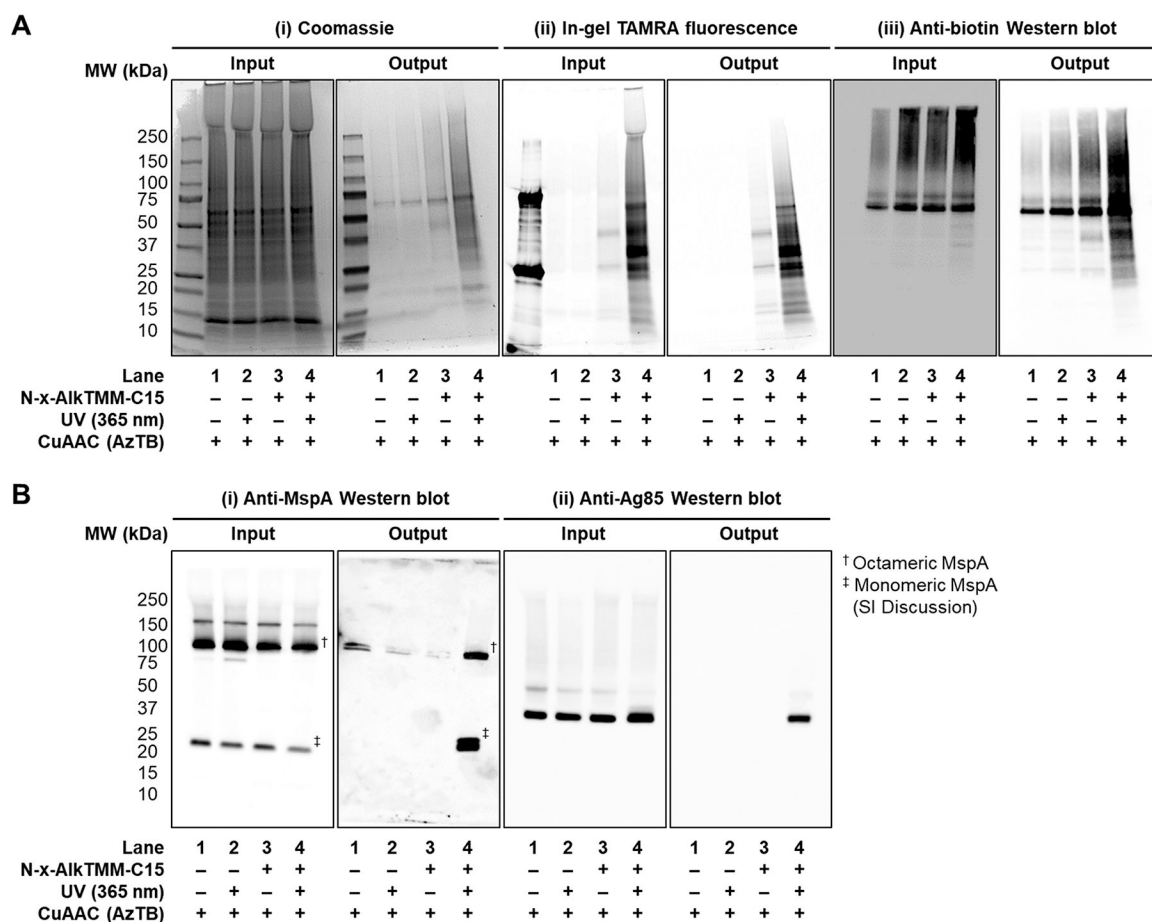 A
(i) Coomassie (ii) In-gel TAMRA fluorescence (iii) Anti-biotin Western blot
MW (kDa) Input Output Input Output Input Output
250
150
100
75
50
37
25
20
15
10
Lane 1 2 3 4 1 2 3 4 1 2 3 4 1 2 3 4 1 2 3 4 1 2 3 4
N-x-AlkTMM-C15 – – + + – – + + – – + + – – + + – – + + – – + +
UV (365 nm) – + – + – + – + – + – + – + – + – + – + – + – +
CuAAC (AzTB) + + + + + + + + + + + + + + + + + + + + + + + +
B
(i) Anti-MspA Western blot (ii) Anti-Ag85 Western blot
MW (kDa) Input Output Input Output
250
150
100
75
50
37
25
20
15
10
†
‡
†
‡
† Octameric MspA
‡ Monomeric MspA
(SI Discussion)
Lane 1 2 3 4 1 2 3 4 1 2 3 4 1 2 3 4
N-x-AlkTMM-C15 – – + + – – + + – – + + – – + +
UV (365 nm) – + – + – + – + – + – + – + – +
CuAAC (AzTB) + + + + + + + + + + + + + + + +